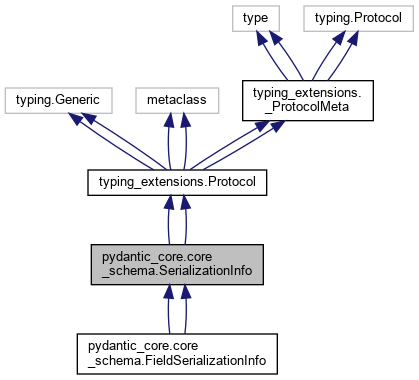 type
typing.Protocol
typing.Generic
metaclass
typing_extensions.
_ProtocolMeta
typing_extensions.Protocol
pydantic_core.core
_schema.SerializationInfo
pydantic_core.core
_schema.FieldSerializationInfo